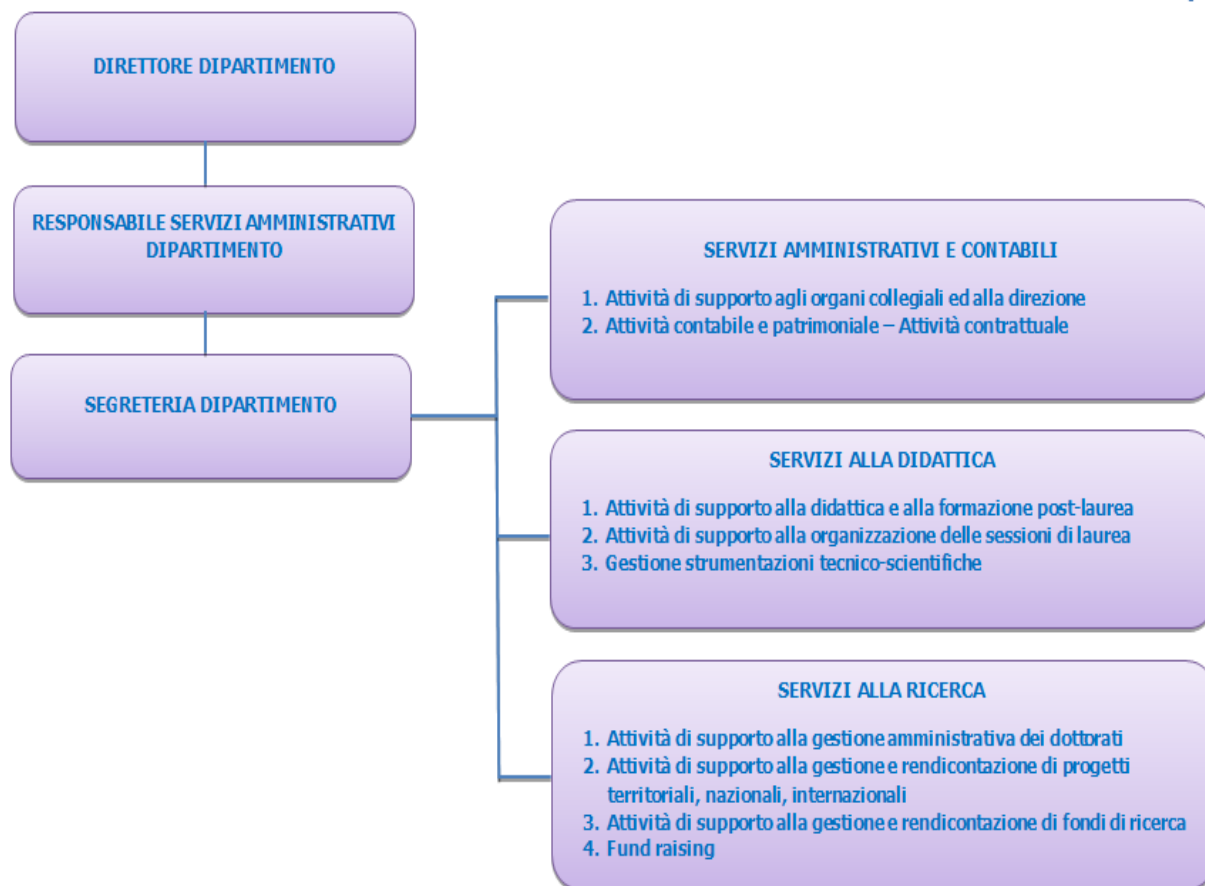 DIRETTORE DIPARTIMENTO
RESPONSABILE SERVIZI AMMINISTRATIVI
DIPARTIMENTO
SEGRETERIA DIPARTIMENTO
SERVIZI AMMINISTRATIVI E CONTABILI
1. Attività di supporto agli organi collegiali ed alla direzione
2. Attività contabile e patrimoniale – Attività contrattuale
SERVIZI ALLA DIDATTICA
1. Attività di supporto alla didattica e alla formazione post-laurea
2. Attività di supporto alla organizzazione delle sessioni di laurea
3. Gestione strumentazioni tecnico-scientifiche
SERVIZI ALLA RICERCA
1. Attività di supporto alla gestione amministrativa dei dottorati
2. Attività di supporto alla gestione e rendicontazione di progetti
territoriali, nazionali, internazionali
3. Attività di supporto alla gestione e rendicontazione di fondi di ricerca
4. Fund raising